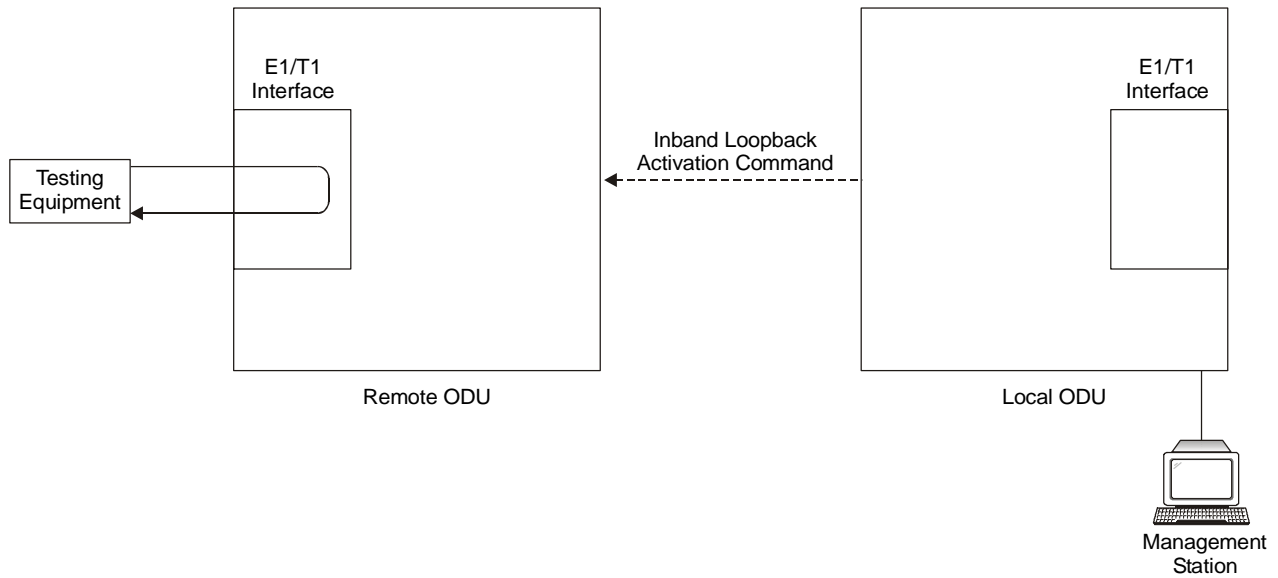 E1/T1
Interface
E1/T1
Interface
Inband Loopback
Activation Command
Testing
Equipment
Remote ODU
Local ODU
Management
Station